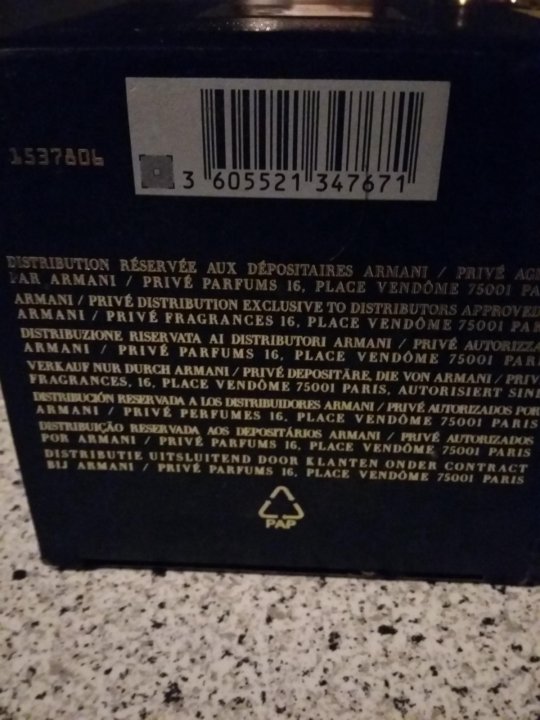 1537806
3 605521 347671
DISTRIBUTION RÉSERVÉE AUX DÉPOSITAIRES ARMANI / PRIVÉ
PAR ARMANI / PRIVÉ PARFUMS 16, PLACE VENDÔME 75001
ARMANI / PRIVÉ DISTRIBUTION EXCLUSIVE TO DISTRIBUTORS APPROVED
ARMANI / PRIVÉ FRAGRANCES 16, PLACE VENDÔME 75001
DISTRIBUZIONE RISERVATA AI DISTRIBUTORI ARMANI / PRIVÉ
ARMANI / PRIVÉ PARFUMS 16, PLACE VENDÔME 75001
VERKAUF NUR DURCH ARMANI / PRIVÉ DEPOSITÄRE, DIE VON ARMANI /
FRAGRANCES, 16, PLACE VENDÔME 75001 PARIS, AUTORISIERT
DISTRIBUCIÓN RESERVADA A LOS DISTRIBUIDORES ARMANI / PRIVÉ AUTORIZADOS POR
ARMANI / PRIVÉ PERFUMES 16, PLACE VENDÔME 75001 PARIS
DISTRIBUIÇÃO RESERVADA AOS DEPOSITÁRIOS ARMANI / PRIVÉ AUTORIZADOS
POR ARMANI / PRIVÉ PARFUMS 16, PLACE VENDÔME 75001 PARIS
DISTRIBUTIE UITSLUITEND DOOR KLANTEN ONDER CONTRACT
BIJ ARMANI / PRIVÉ PARFUMS 16, PLACE VENDÔME 75001 PARIS
PAP